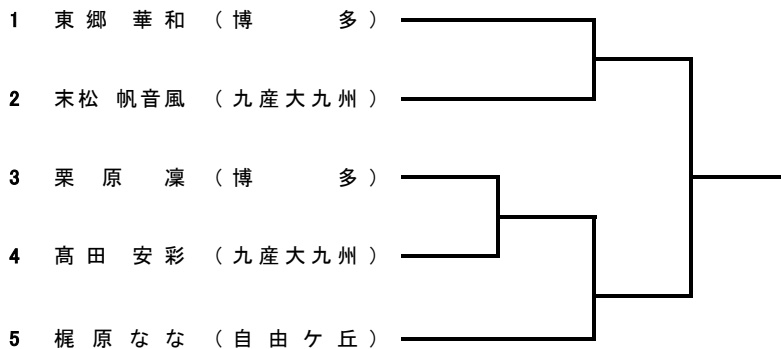 1 東郷 華和 (博 多)
2 末松 帆音風 (九産大九州)
3 栗原 凜 (博 多)
4 髙田 安彩 (九産大九州)
5 梶原なな (自由ケ丘)